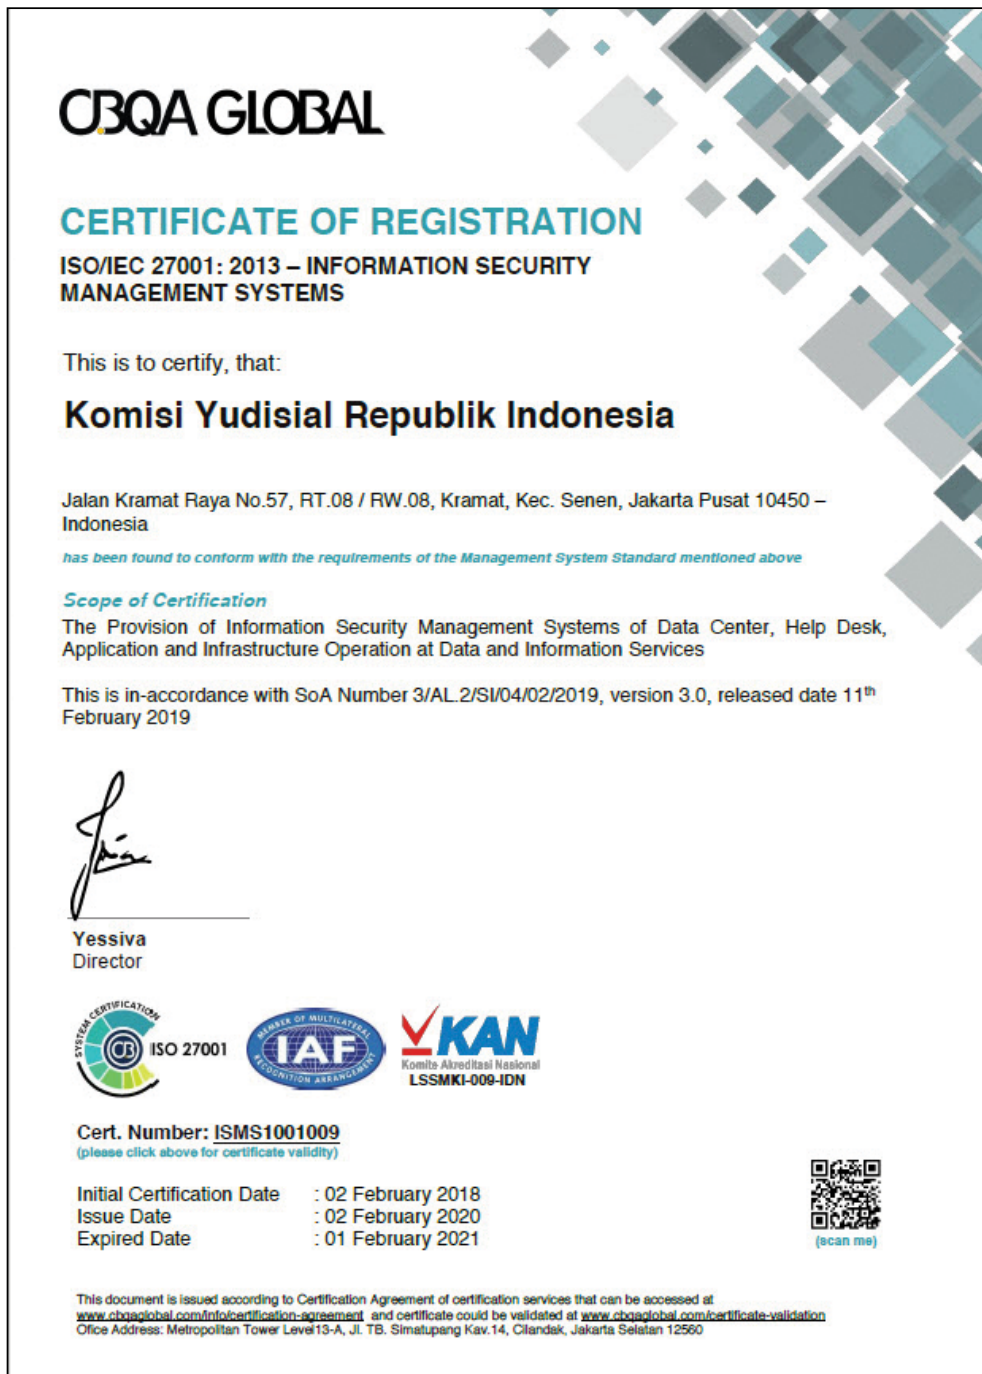 CBQA GLOBAL
CERTIFICATE OF REGISTRATION
ISO/IEC 27001: 2013 – INFORMATION SECURITY
MANAGEMENT SYSTEMS
This is to certify, that:
Komisi Yudisial Republik Indonesia
Jalan Kramat Raya No.57, RT.08 / RW.08, Kramat, Kec. Senen, Jakarta Pusat 10450 –
Indonesia
has been found to conform with the requirements of the Management System Standard mentioned above
Scope of Certification
The Provision of Information Security Management Systems of Data Center, Help Desk,
Application and Infrastructure Operation at Data and Information Services
This is in-accordance with SoA Number 3/AL.2/SI/04/02/2019, version 3.0, released date 11th
February 2019
Yessiva
Director
SYSTEM CERTIFICATION
CB
ISO 27001
MEMBER OF MULTILATERAL
IAF
RECOGNITION ARRANGEMENT
KAN
Komite Akreditasi Nasional
LSSMKI-009-IDN
Cert. Number: ISMS1001009
(please click above for certificate validity)
Initial Certification Date : 02 February 2018
Issue Date : 02 February 2020
Expired Date : 01 February 2021
(scan me)
This document is issued according to Certification Agreement of certification services that can be accessed at
www.cbqaglobal.com/info/certification-agreement and certificate could be validated at www.cbqaglobal.com/certificate-validation
Ofice Address: Metropolitan Tower Level13-A, Jl. TB. Simatupang Kav.14, Cilandak, Jakarta Selatan 12560